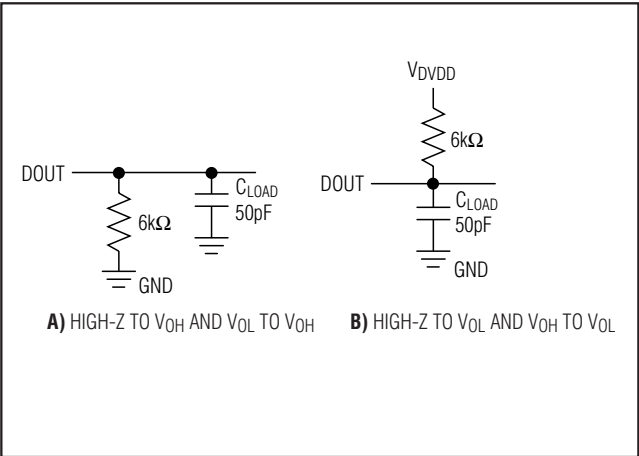 DOUT
6kΩ
GND
CLOAD
50pF
A) HIGH-Z TO VOH AND VOL TO VOH
VDVDD
6kΩ
DOUT
CLOAD
50pF
GND
B) HIGH-Z TO VOL AND VOH TO VOL